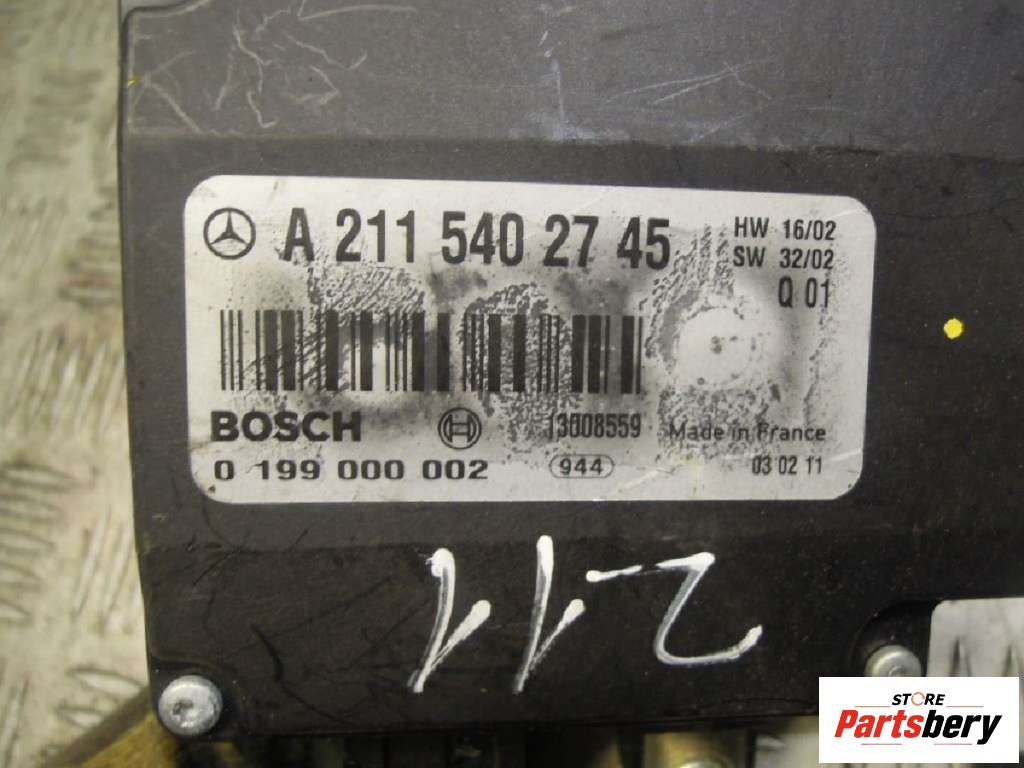 A 211 540 27 45
HW 16/02
SW 32/02
Q 01
BOSCH
13008559
Made in France
0 199 000 002
944
03 02 11
211
STORE
Partsbery